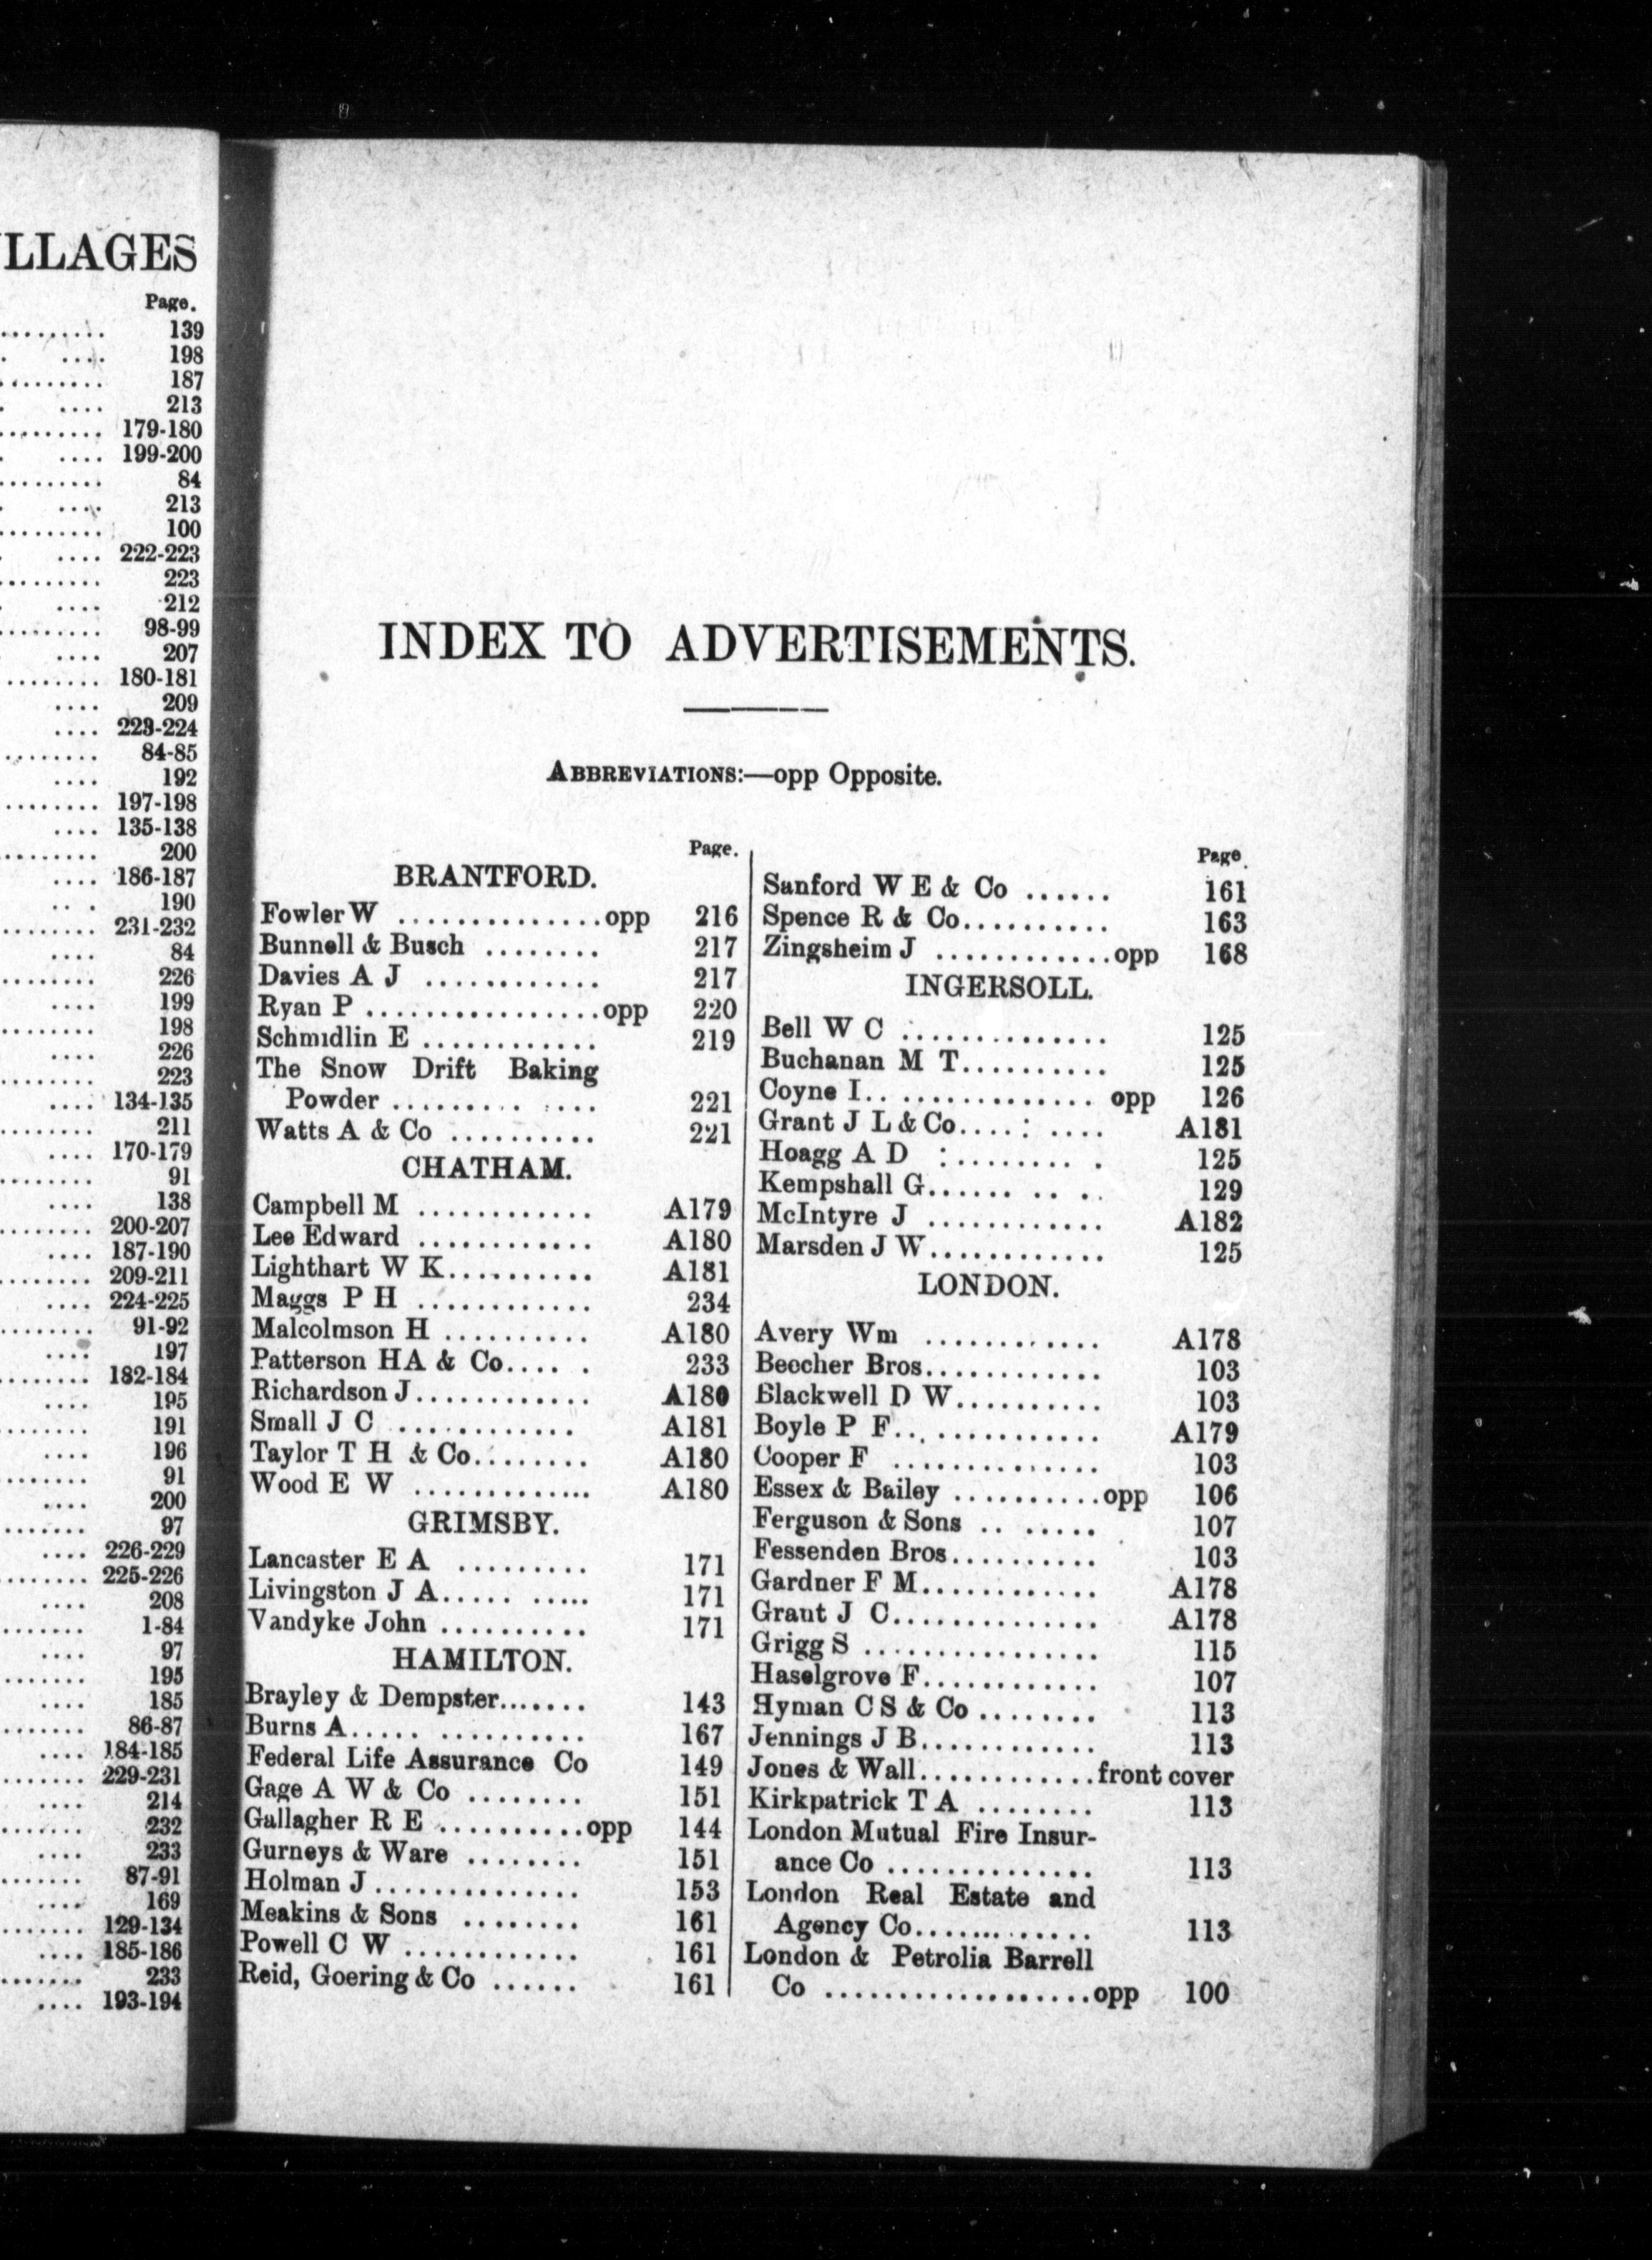 LLAGES
Page.
......... 139
.... 198
......... 187
.... 213
......... 179-180
.... 199-200
......... 84
.... 213
......... 100
.... 222-223
......... 223
.... 212
......... 98-99
.... 207
........ 180-181
.... 209
.... 223-224
........ 84-85
.... 192
........ 197-198
.... 135-138
......... 200
.... 186-187
.... 190
........ 231-232
.... 84
........ 226
.... 199
........ 198
.... 226
........ 223
.... 134-135
........ 211
.... 170-179
........ 91
.... 138
........ 200-207
.... 187-190
........ 209-211
.... 224-225
........ 91-92
.... 197
........ 182-184
.... 195
........ 191
.... 196
........ 91
.... 200
....... 97
.... 226-229
........ 225-226
.... 208
....... 1-84
.... 97
....... 195
.... 185
....... 86-87
.... 184-185
....... 229-231
.... 214
....... 232
.... 233
....... 87-91
.... 169
....... 129-134
.... 185-186
....... 233
.... 193-194
INDEX TO ADVERTISEMENTS.
ABBREVIATIONS:—opp Opposite.
Page.
BRANTFORD.
Fowler W ..............opp 216
Bunnell & Busch ........ 217
Davies A J ............ 217
Ryan P ................opp 220
Schmidlin E ............ 219
The Snow Drift Baking
Powder ......... .... 221
Watts A & Co .......... 221
CHATHAM.
Campbell M ............ A179
Lee Edward ............ A180
Lighthart W K.......... A181
Maggs P H ............ 234
Malcolmson H .......... A180
Patterson H A & Co.... . 233
Richardson J............ A180
Small J C ............ A181
Taylor T H & Co........ A180
Wood E W ............. A180
GRIMSBY.
Lancaster E A ......... 171
Livingston J A..... ..... 171
Vandyke John .......... 171
HAMILTON.
Brayley & Dempster....... 143
Burns A..... .......... 167
Federal Life Assurance Co 149
Gage A W & Co ........ 151
Gallagher R E ..........opp 144
Gurneys & Ware ........ 151
Holman J .............. 153
Meakins & Sons ........ 161
Powell C W ............ 161
Reid, Goering & Co ...... 161
Page.
Sanford W E & Co ...... 161
Spence R & Co.......... 163
Zingsheim J ............opp 168
INGERSOLL.
Bell W C .............. 125
Buchanan M T.......... 125
Coyne I.. .............. opp 126
Grant J L & Co....: .... A181
Hoagg A D :........ . 125
Kempshall G...... .. .. 129
McIntyre J ............ A182
Marsden J W............ 125
LONDON.
Avery Wm ............ A178
Beecher Bros............ 103
Blackwell D W.......... 103
Boyle P F... ........... A179
Cooper F .............. 103
Essex & Bailey ..........opp 106
Ferguson & Sons .. ..... 107
Fessenden Bros.......... 103
Gardner F M............ A178
Grant J C.............. A178
Grigg S ................ 115
Haselgrove F............ 107
Hyman C S & Co ........ 113
Jennings J B............ 113
Jones & Wall............front cover
Kirkpatrick T A ........ 113
London Mutual Fire Insur-
ance Co .............. 113
London Real Estate and
Agency Co............ 113
London & Petrolia Barrell
Co ..................opp 100